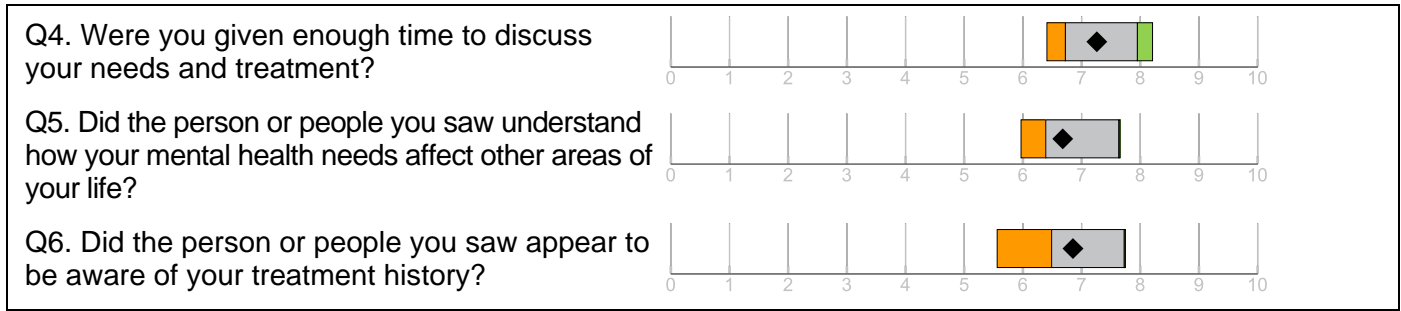 Q4. Were you given enough time to discuss
your needs and treatment?
0 1 2 3 4 5 6 7 8 9 10
Q5. Did the person or people you saw understand
how your mental health needs affect other areas of
your life?
0 1 2 3 4 5 6 7 8 9 10
Q6. Did the person or people you saw appear to
be aware of your treatment history?
0 1 2 3 4 5 6 7 8 9 10